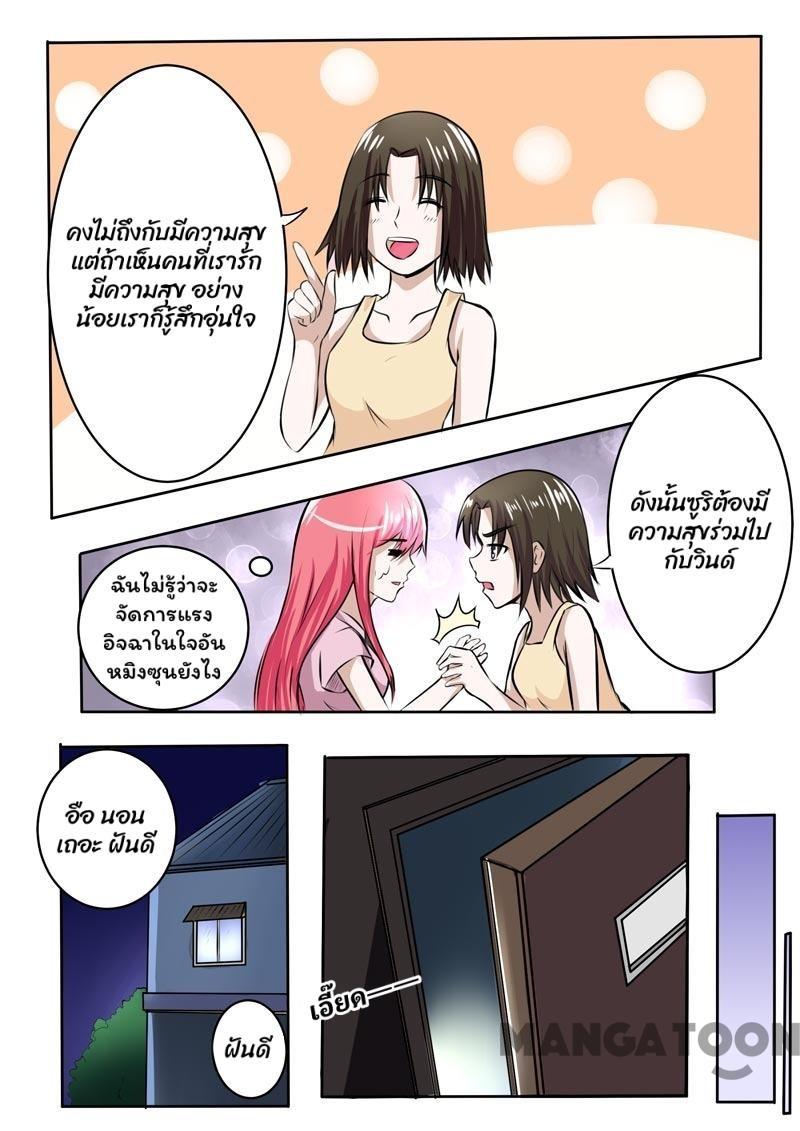 คงไม่ถึงกับมีความสุข
แต่ถ้าเห็นคนที่เรารัก
มีความสุข อย่าง
น้อยเราก็รู้สึกอุ่นใจ
ดังนั้นซูริต้องมี
ความสุขร่วมไป
กับวินด์
ฉันไม่รู้ว่าจะ
จัดการแรง
อิจฉาในใจอัน
หมิงซุนยังไง
อือ นอน
เถอะ ฝันดี
ฝันดี
เอี๊ยด——
MANGATOON